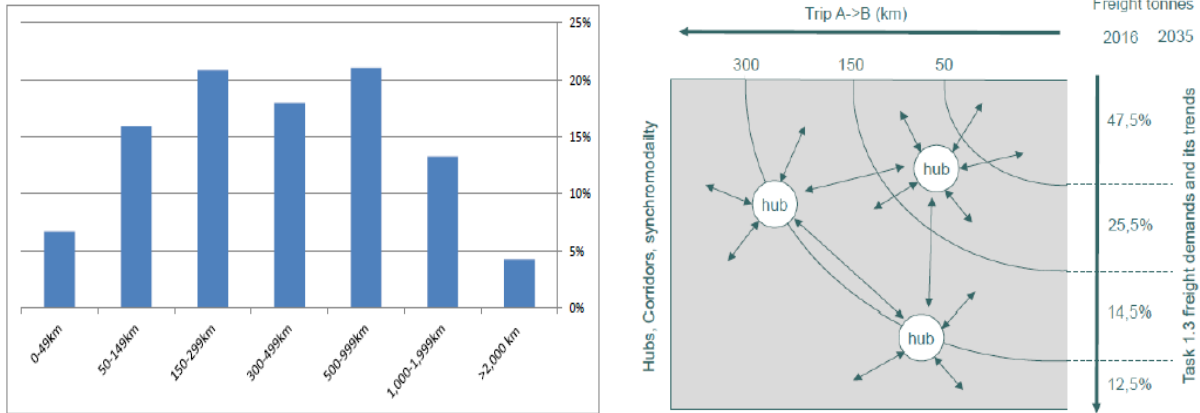 25%
20%
15%
10%
5%
0%
0-49km
50-149km
150-299km
300-499km
500-999km
1,000-1,999km
>2,000 km
Trip A->B (km)
Freight tonnes
2016 2035
300 150 50
Hubs, Corridors, synchromodality
hub
hub
hub
47,5%
25,5%
14,5%
12,5%
Task 1.3 freight demands and its trends